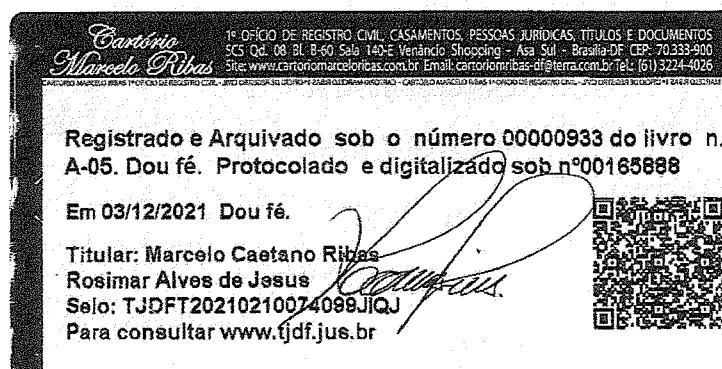 Cartório
Marcelo Ribas
1º OFÍCIO DE REGISTRO CIVIL, CASAMENTOS, PESSOAS JURÍDICAS, TÍTULOS E DOCUMENTOS
SCS Qd. 08 Bl. B-60 Sala 140-E Venâncio Shopping - Asa Sul - Brasília-DF CEP: 70.333-900
Site: www.cartoriomarceloribas.com.br Email: cartoriomribas-df@terra.com.br Tel.: (61) 3224-4026
Registrado e Arquivado sob o número 00000933 do livro n.
A-05. Dou fé. Protocolado e digitalizado sob nº00165888
Em 03/12/2021 Dou fé.
Titular: Marcelo Caetano Ribas
Rosimar Alves de Jesus
Selo: TJDFT20210210074099JIQJ
Para consultar www.tjdf.jus.br